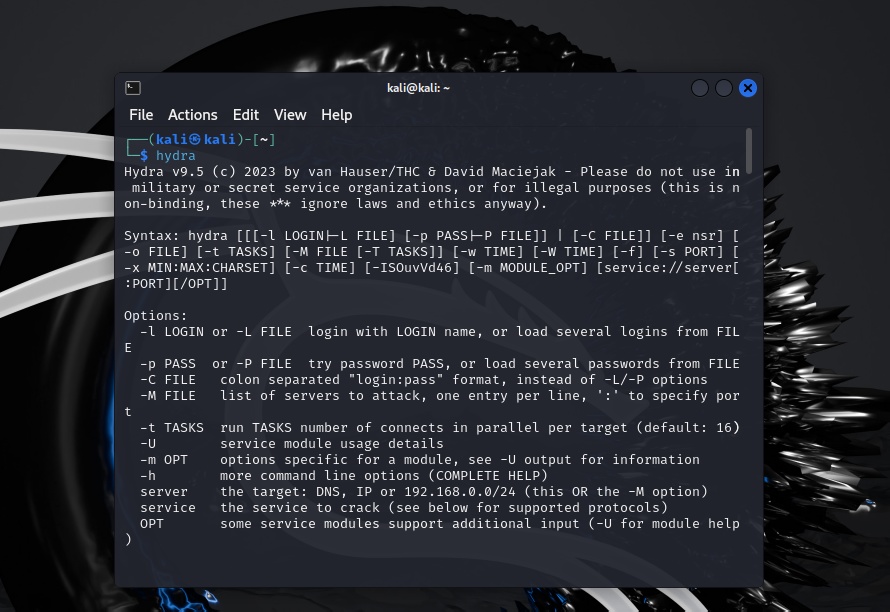 kali@kali: ~
File Actions Edit View Help
┌──(kali㉿kali)-[~]
└─$ hydra
Hydra v9.5 (c) 2023 by van Hauser/THC & David Maciejak - Please do not use in
 military or secret service organizations, or for illegal purposes (this is n
on-binding, these *** ignore laws and ethics anyway).
Syntax: hydra [[[-l LOGIN|-L FILE] [-p PASS|-P FILE]] | [-C FILE]] [-e nsr] [
-o FILE] [-t TASKS] [-M FILE [-T TASKS]] [-w TIME] [-W TIME] [-f] [-s PORT] [
-x MIN:MAX:CHARSET] [-c TIME] [-ISOuvVd46] [-m MODULE_OPT] [service://server[
:PORT][/OPT]]
Options:
  -l LOGIN or -L FILE  login with LOGIN name, or load several logins from FIL
E
  -p PASS  or -P FILE  try password PASS, or load several passwords from FILE
  -C FILE   colon separated "login:pass" format, instead of -L/-P options
  -M FILE   list of servers to attack, one entry per line, ':' to specify por
t
  -t TASKS  run TASKS number of connects in parallel per target (default: 16)
  -U        service module usage details
  -m OPT    options specific for a module, see -U output for information
  -h        more command line options (COMPLETE HELP)
  server    the target: DNS, IP or 192.168.0.0/24 (this OR the -M option)
  service   the service to crack (see below for supported protocols)
  OPT       some service modules support additional input (-U for module help
)